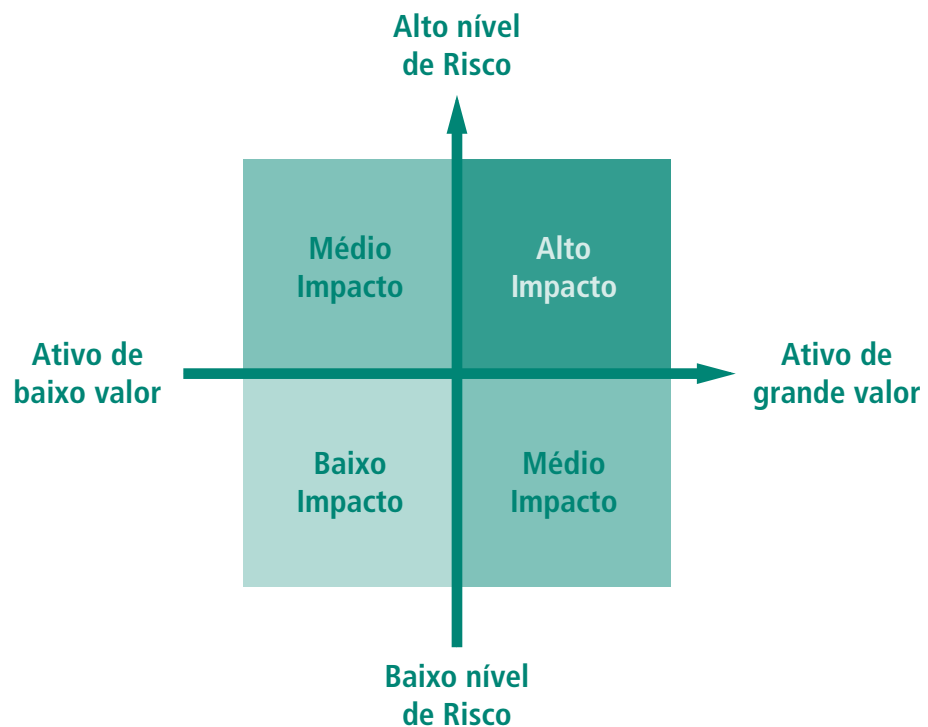 Alto nível
de Risco
Médio
Impacto
Alto
Impacto
Ativo de
baixo valor
Ativo de
grande valor
Baixo
Impacto
Médio
Impacto
Baixo nível
de Risco